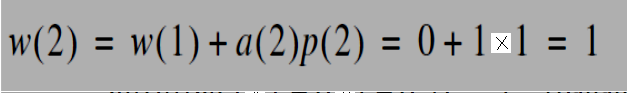 w(2) = w(1) + a(2)p(2) = 0 + 1 × 1 = 1